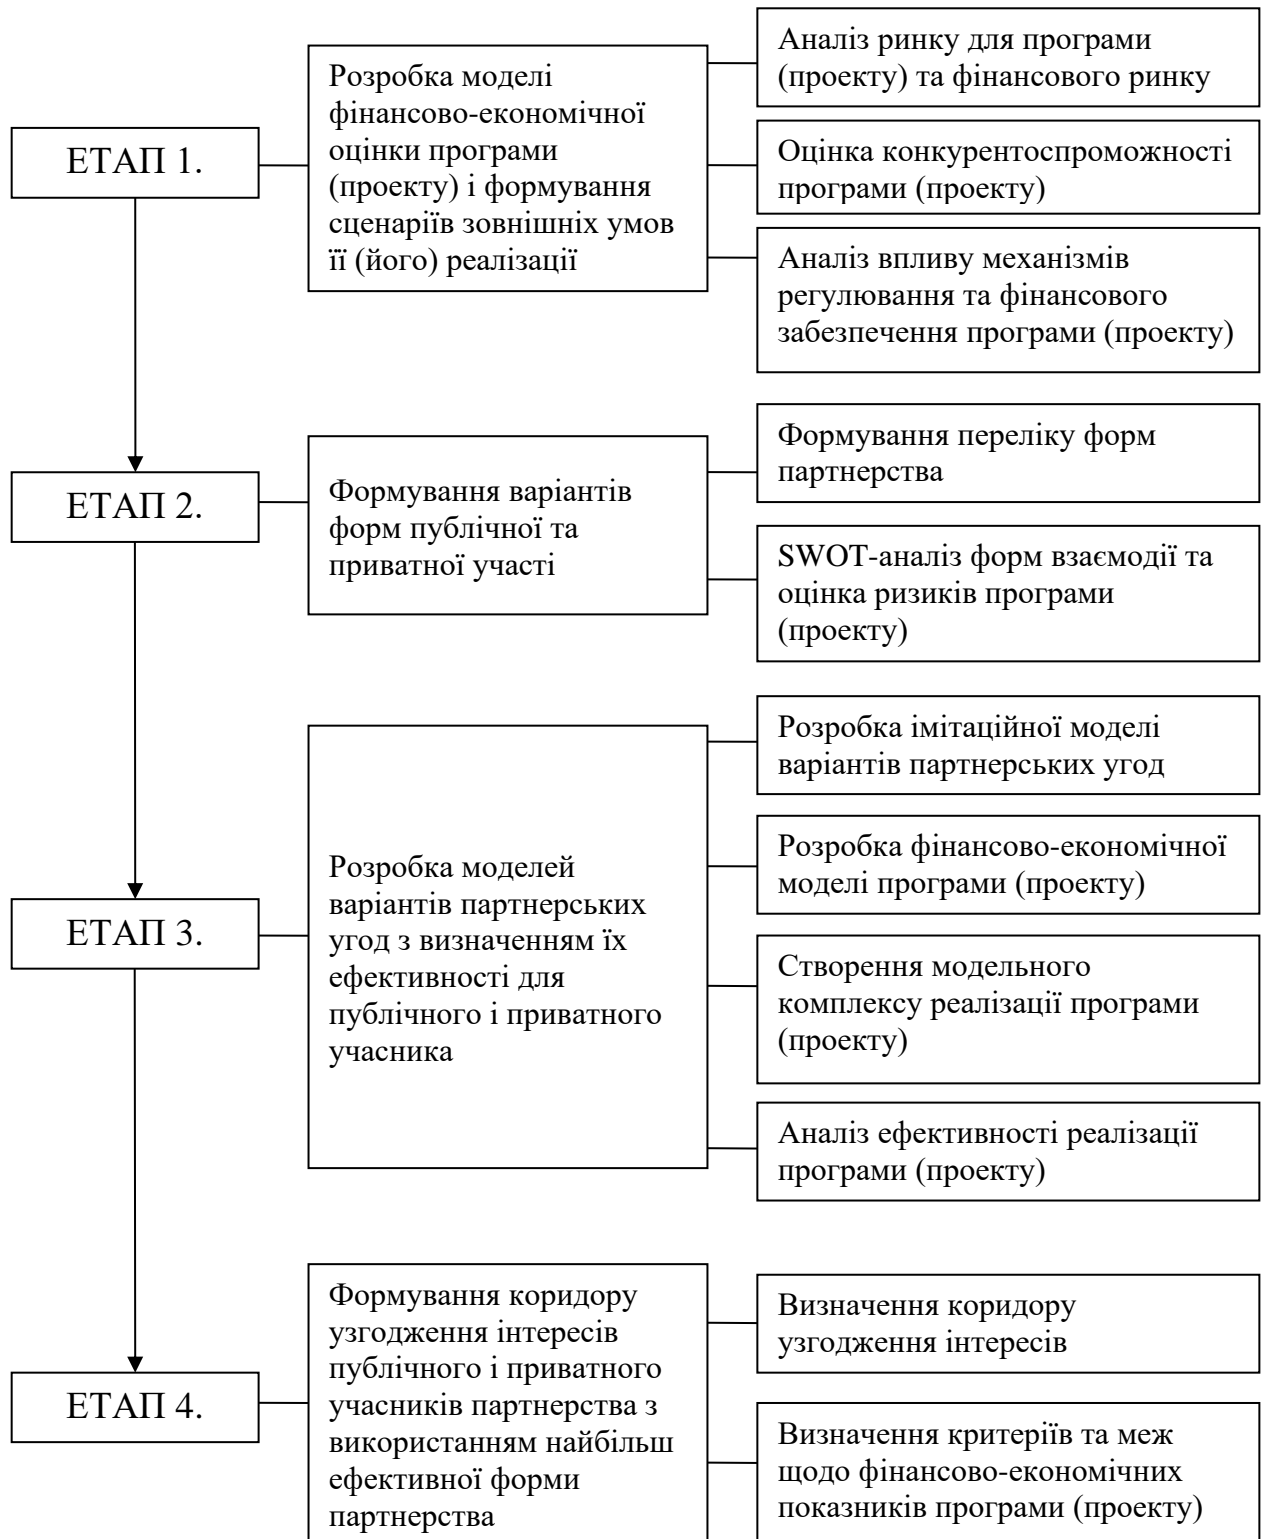 ЕТАП 1.
Розробка моделі
фінансово-економічної
оцінки програми
(проекту) і формування
сценаріїв зовнішніх умов
її (його) реалізації
Аналіз ринку для програми
(проекту) та фінансового ринку
Оцінка конкурентоспроможності
програми (проекту)
Аналіз впливу механізмів
регулювання та фінансового
забезпечення програми (проекту)
ЕТАП 2.
Формування варіантів
форм публічної та
приватної участі
Формування переліку форм
партнерства
SWOT-аналіз форм взаємодії та
оцінка ризиків програми
(проекту)
ЕТАП 3.
Розробка моделей
варіантів партнерських
угод з визначенням їх
ефективності для
публічного і приватного
учасника
Розробка імітаційної моделі
варіантів партнерських угод
Розробка фінансово-економічної
моделі програми (проекту)
Створення модельного
комплексу реалізації програми
(проекту)
Аналіз ефективності реалізації
програми (проекту)
ЕТАП 4.
Формування коридору
узгодження інтересів
публічного і приватного
учасників партнерства з
використанням найбільш
ефективної форми
партнерства
Визначення коридору
узгодження інтересів
Визначення критеріїв та меж
щодо фінансово-економічних
показників програми (проекту)